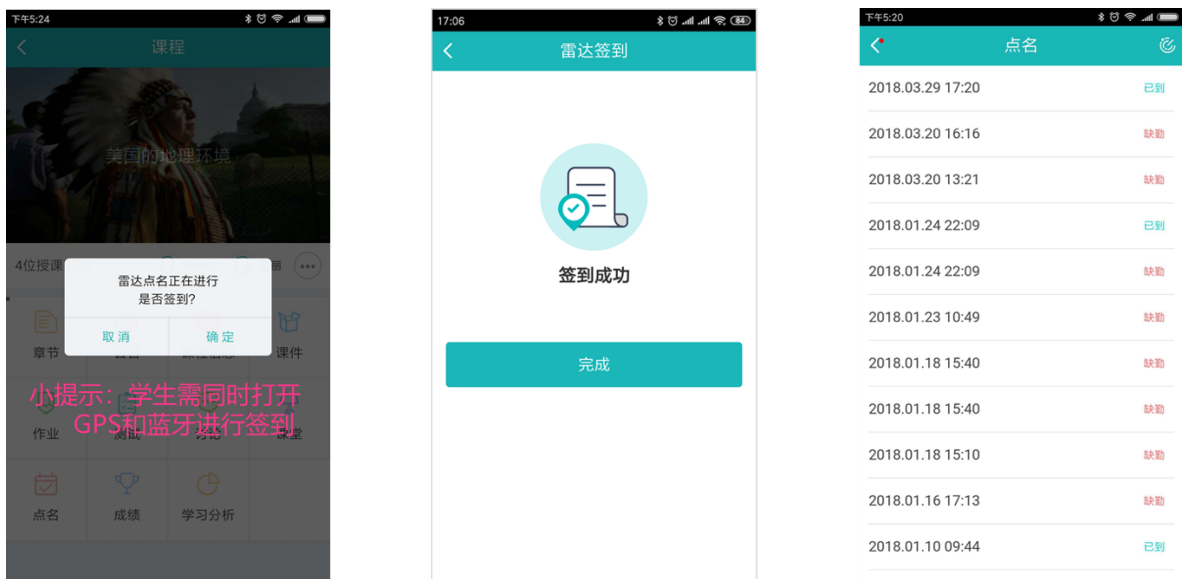 下午5:24
课程
美国的地理环境
4位授课
丽
雷达点名正在进行
是否签到?
取消
确定
章节
课件
小提示：学生需同时打开
GPS和蓝牙进行签到
作业
测试
讨论
课堂
点名
成绩
学习分析
17:06
84
雷达签到
签到成功
完成
下午5:20
点名
2018.03.29 17:20 已到
2018.03.20 16:16 缺勤
2018.03.20 13:21 缺勤
2018.01.24 22:09 已到
2018.01.24 22:09 缺勤
2018.01.23 10:49 缺勤
2018.01.18 15:40 缺勤
2018.01.18 15:40 缺勤
2018.01.18 15:10 缺勤
2018.01.16 17:13 缺勤
2018.01.10 09:44 已到